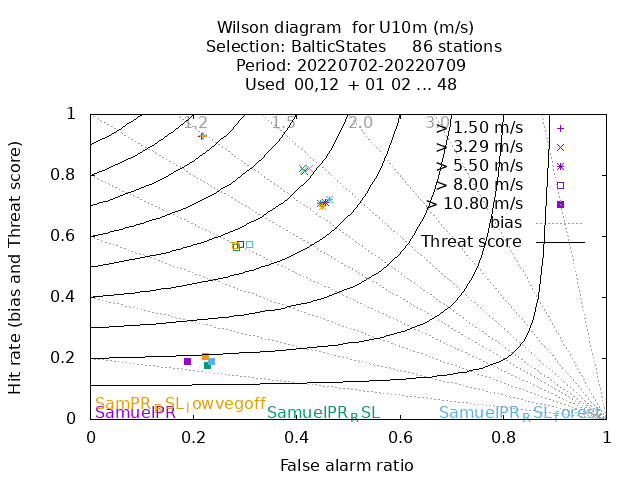 Wilson diagram  for U10m (m/s)
Selection: BalticStates     86 stations
Period: 20220702-20220709
Used  00,12  + 01 02 ... 48
Hit rate (bias and Threat score)
1
0.8
0.6
0.4
0.2
0
1.2
1.5
2.0
3.0
> 1.50 m/s
> 3.29 m/s
> 5.50 m/s
> 8.00 m/s
> 10.80 m/s
bias
Threat score
SamPR_RSL_lowvegoff
SamuelPR
SamuelPR_RSL
SamuelPR_RSL_forest
0
0.2
0.4
0.6
0.8
1
False alarm ratio